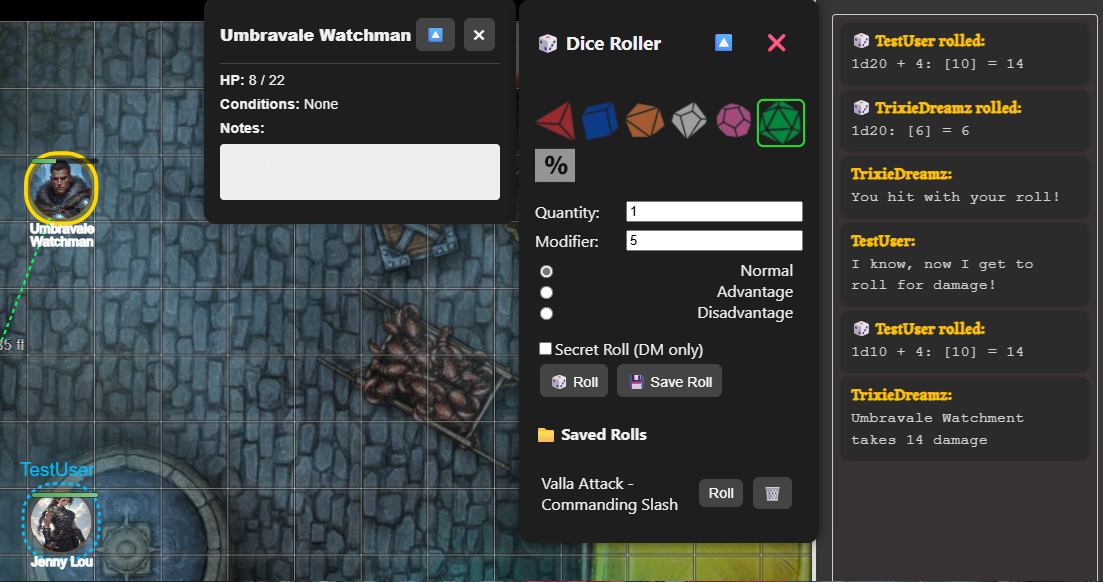 Umbravale Watchman
HP: 8 / 22
Conditions: None
Notes:
Umbravale
Watchman
35 ft
TestUser
Jenny Lou
Dice Roller
%
Quantity: 1
Modifier: 5
Normal
Advantage
Disadvantage
Secret Roll (DM only)
Roll
Save Roll
Saved Rolls
Valla Attack -
Commanding Slash
Roll
TestUser rolled:
1d20 + 4: [10] = 14
TrixieDreamz rolled:
1d20: [6] = 6
TrixieDreamz:
You hit with your roll!
TestUser:
I know, now I get to
roll for damage!
TestUser rolled:
1d10 + 4: [10] = 14
TrixieDreamz:
Umbravale Watchment
takes 14 damage